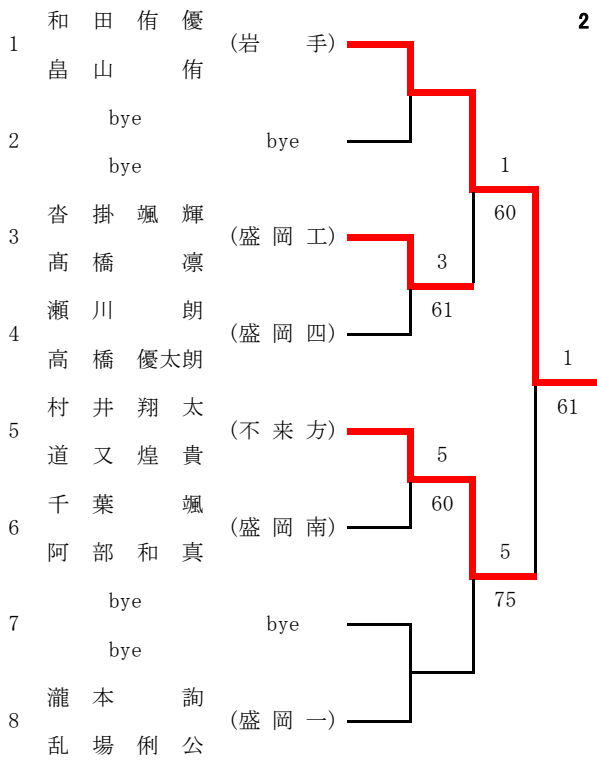 2
和田侑優
1 (岩手)
畠山侑
bye
2 bye
bye
1
60
沓掛颯輝
3 (盛岡工)
髙橋凛
3
61
瀬川朗
4 (盛岡四)
高橋優太朗
1
61
村井翔太
5 (不来方)
道又煌貴
5
60
千葉颯
6 (盛岡南)
阿部和真
5
75
bye
7 bye
bye
瀧本詢
8 (盛岡一)
乱場俐公